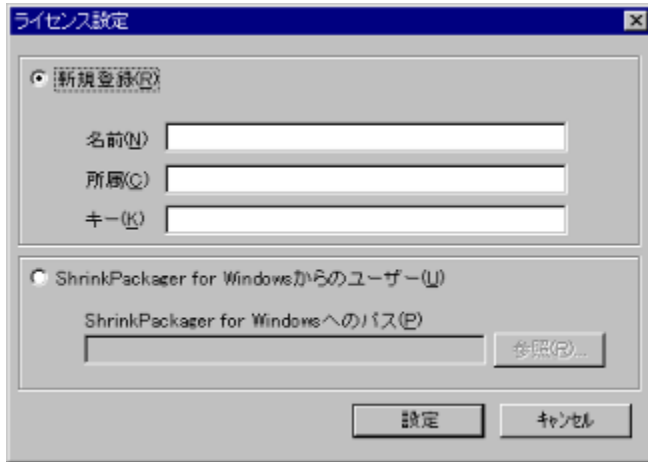 ライセンス設定
新規登録(R)
名前(N)
所属(C)
キー(K)
ShrinkPackager for Windowsからのユーザー(U)
ShrinkPackager for Windowsへのパス(P)
参照(R)...
設定
キャンセル